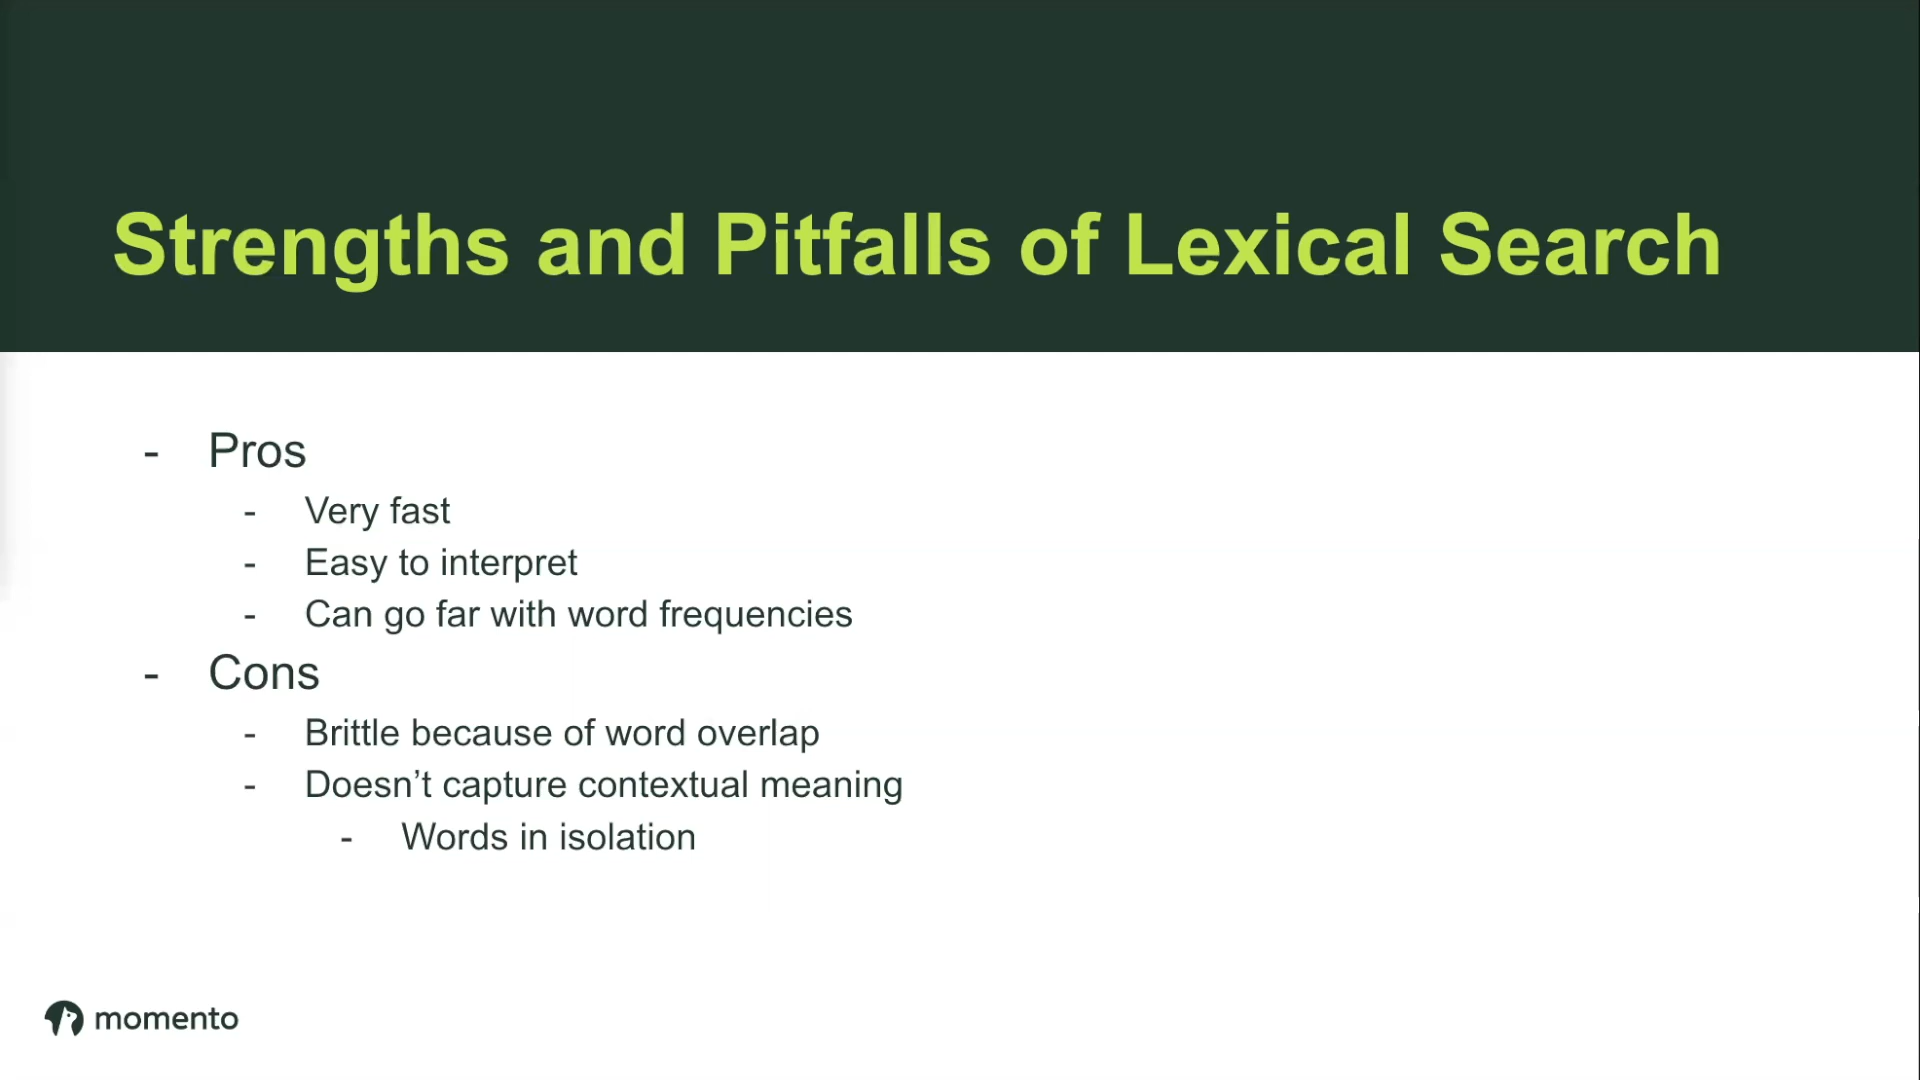 Strengths and Pitfalls of Lexical Search
- Pros
- Very fast
- Easy to interpret
- Can go far with word frequencies
- Cons
- Brittle because of word overlap
- Doesn’t capture contextual meaning
- Words in isolation
momento